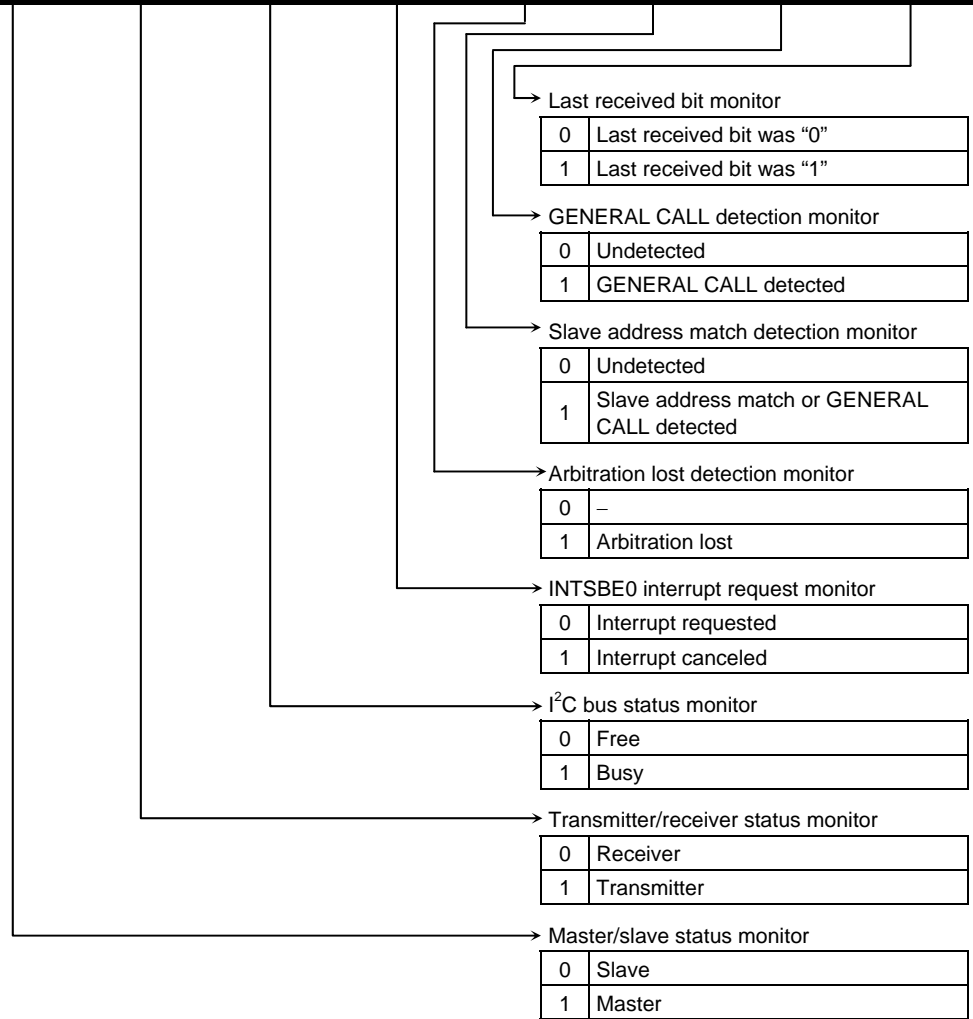 Last received bit monitor
0 Last received bit was “0”
1 Last received bit was “1”
GENERAL CALL detection monitor
0 Undetected
1 GENERAL CALL detected
Slave address match detection monitor
0 Undetected
1 Slave address match or GENERAL
CALL detected
Arbitration lost detection monitor
0 –
1 Arbitration lost
INTSBE0 interrupt request monitor
0 Interrupt requested
1 Interrupt canceled
I²C bus status monitor
0 Free
1 Busy
Transmitter/receiver status monitor
0 Receiver
1 Transmitter
Master/slave status monitor
0 Slave
1 Master